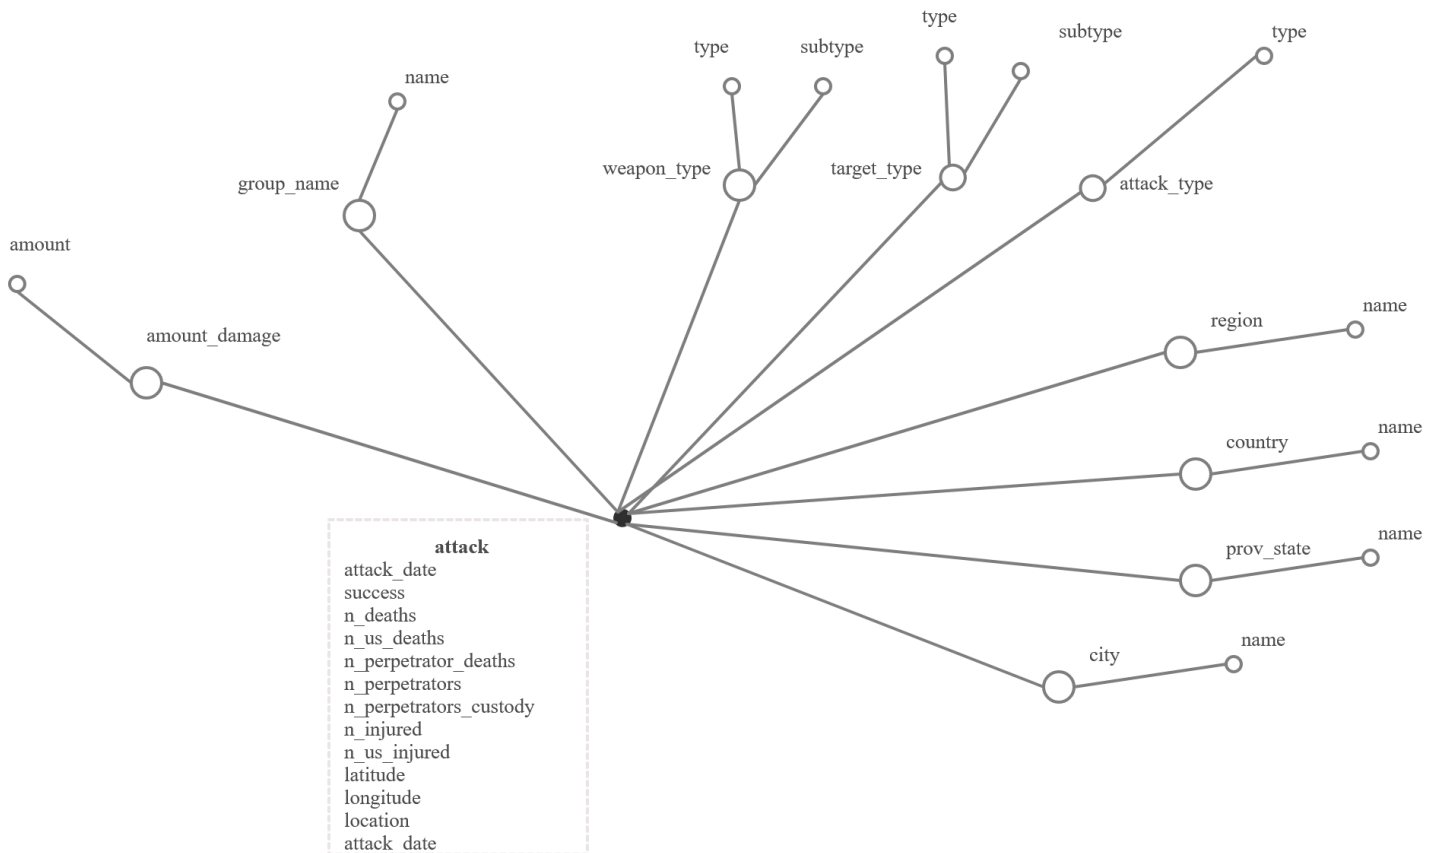 type
subtype
type
subtype
type
name
weapon_type
target_type
attack_type
group_name
amount
amount_damage
region
name
country
name
prov_state
name
city
name
attack
attack_date
success
n_deaths
n_us_deaths
n_perpetrator_deaths
n_perpetrators
n_perpetrators_custody
n_injured
n_us_injured
latitude
longitude
location
attack_date